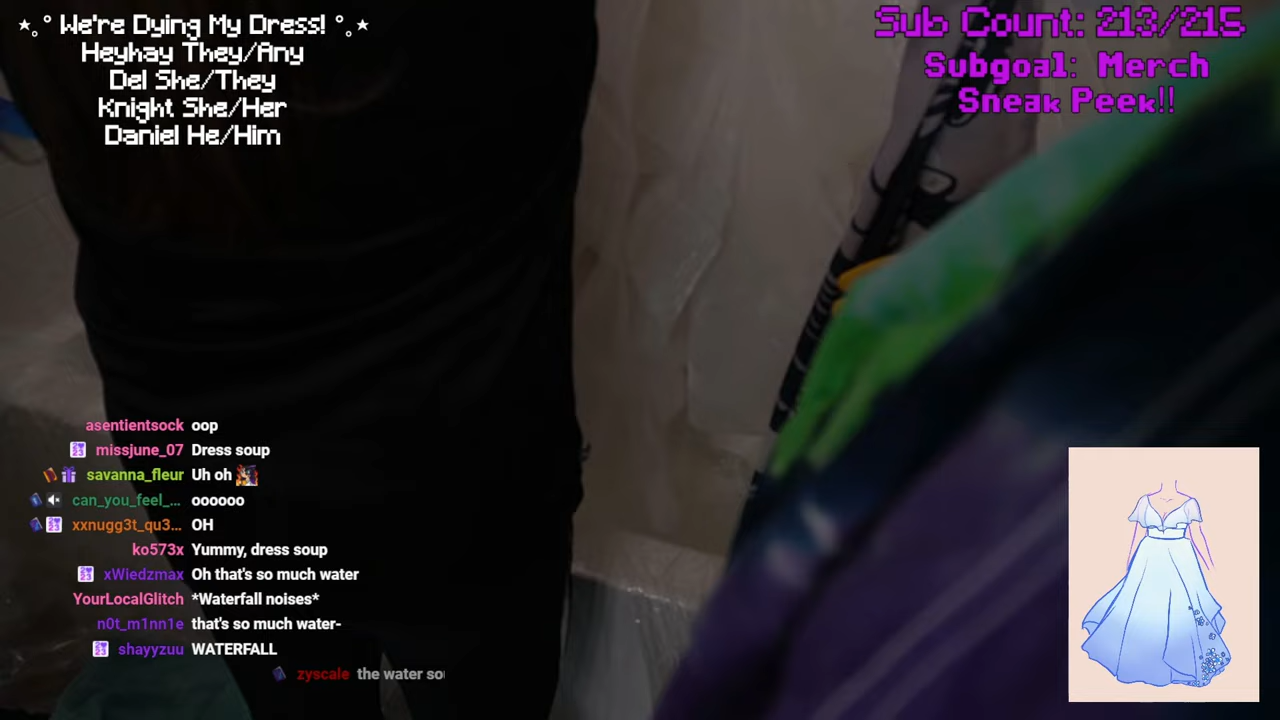 ⋆｡° We're Dying My Dress! °｡⋆
Heykay They/Any
Del She/They
Knight She/Her
Daniel He/Him
Sub Count: 213/215
Subgoal: Merch
Sneak Peek!!
asentientsock oop
missjune_07 Dress soup
savanna_fleur Uh oh
can_you_feel_... oooooo
xxnugg3t_qu3... OH
ko573x Yummy, dress soup
xWiedzmax Oh that's so much water
YourLocalGlitch *Waterfall noises*
n0t_m1nn1e that's so much water-
shayyzuu WATERFALL
zyscale the water so